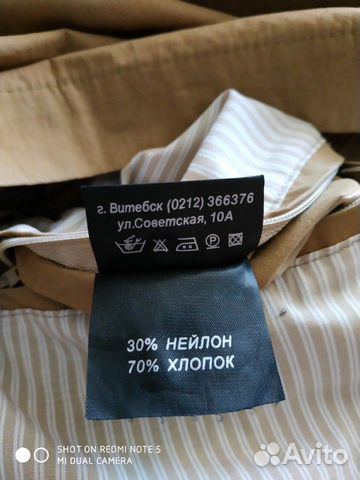 г. Витебск (0212) 366376
ул.Советская, 10А
30% НЕЙЛОН
70% ХЛОПОК
SHOT ON REDMI NOTE 5
MI DUAL CAMERA
Avito